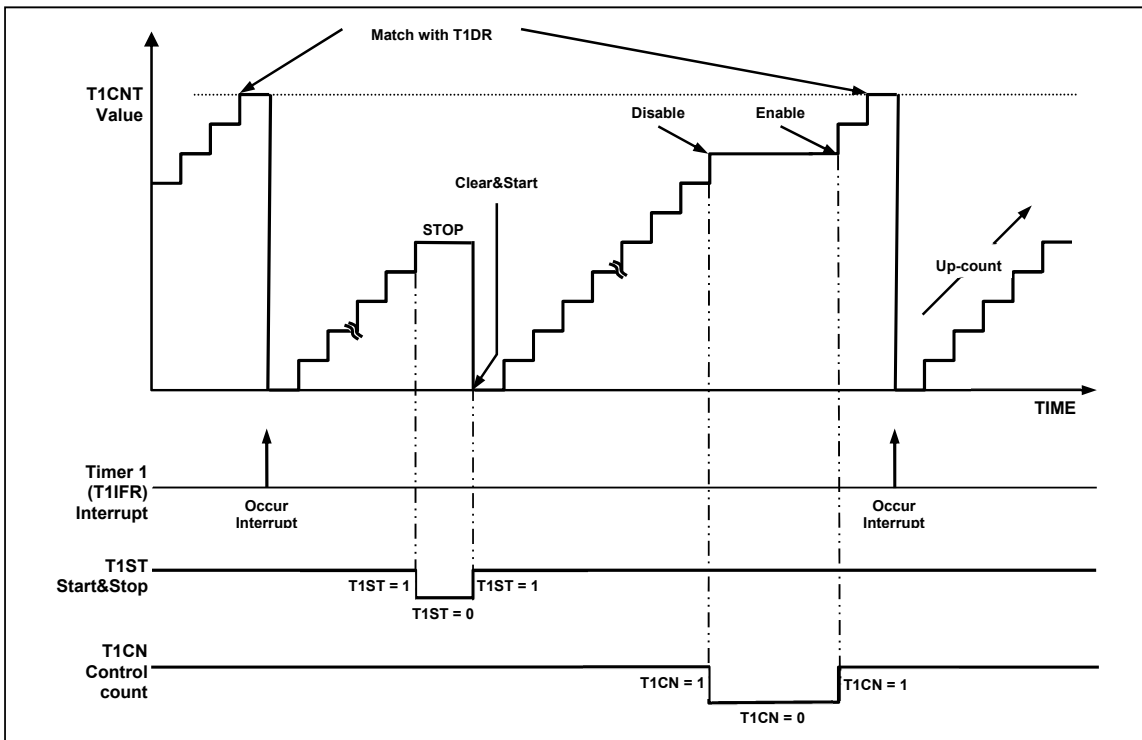 Match with T1DR
T1CNT
Value
Disable
Enable
Clear&Start
STOP
Up-count
TIME
Timer 1
(T1IFR)
Interrupt
Occur
Interrupt
Occur
Interrupt
T1ST
Start&Stop
T1ST = 1
T1ST = 1
T1ST = 0
T1CN
Control
count
T1CN = 1
T1CN = 1
T1CN = 0